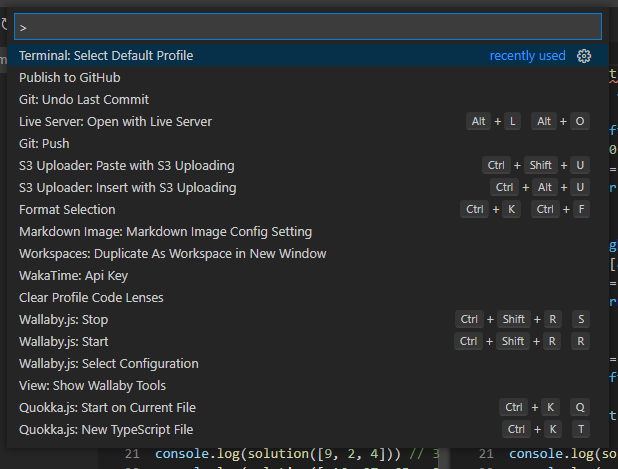 >
Terminal: Select Default Profile recently used
Publish to GitHub
Git: Undo Last Commit
Live Server: Open with Live Server Alt + L Alt + O
Git: Push
S3 Uploader: Paste with S3 Uploading Ctrl + Shift + U
S3 Uploader: Insert with S3 Uploading Ctrl + Alt + U
Format Selection Ctrl + K Ctrl + F
Markdown Image: Markdown Image Config Setting
Workspaces: Duplicate As Workspace in New Window
WakaTime: Api Key
Clear Profile Code Lenses
Wallaby.js: Stop Ctrl + Shift + R S
Wallaby.js: Start Ctrl + Shift + R R
Wallaby.js: Select Configuration
View: Show Wallaby Tools
Quokka.js: Start on Current File Ctrl + K Q
Quokka.js: New TypeScript File Ctrl + K T
21 console.log(solution([9, 2, 4])) // 3 21 console.log(so